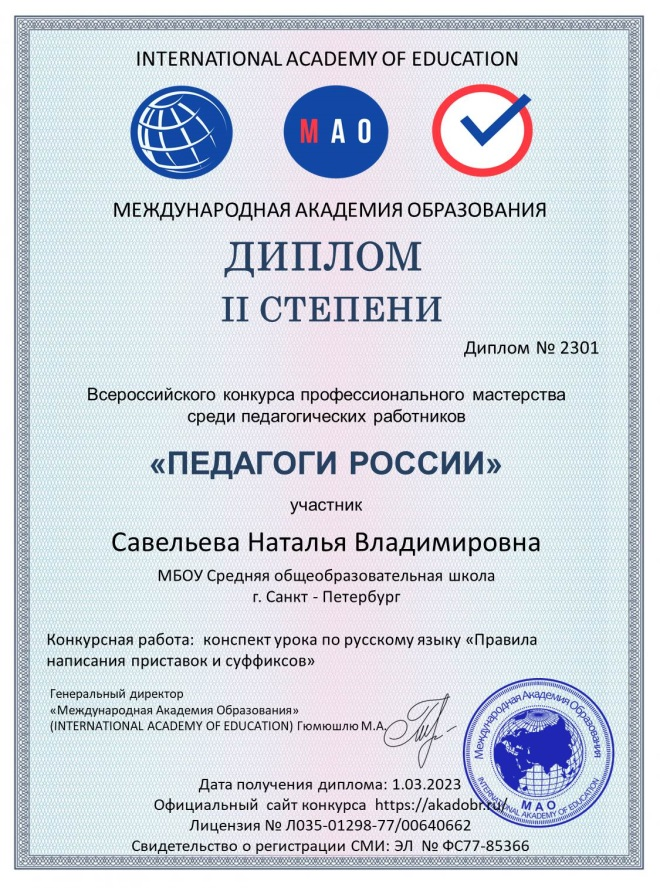 INTERNATIONAL ACADEMY OF EDUCATION
МАО
МЕЖДУНАРОДНАЯ АКАДЕМИЯ ОБРАЗОВАНИЯ
ДИПЛОМ
II СТЕПЕНИ
Диплом № 2301
Всероссийского конкурса профессионального мастерства
среди педагогических работников
«ПЕДАГОГИ РОССИИ»
участник
Савельева Наталья Владимировна
МБОУ Средняя общеобразовательная школа
г. Санкт - Петербург
Конкурсная работа: конспект урока по русскому языку «Правила
написания приставок и суффиксов»
Генеральный директор
«Международная Академия Образования»
(INTERNATIONAL ACADEMY OF EDUCATION) Гюмюшлю М.А.
Международная Академия Образования
МАО
INTERNATIONAL ACADEMY OF EDUCATION
Дата получения диплома: 1.03.2023
Официальный сайт конкурса https://akadobr.ru/
Лицензия № Л035-01298-77/00640662
Свидетельство о регистрации СМИ: ЭЛ № ФС77-85366